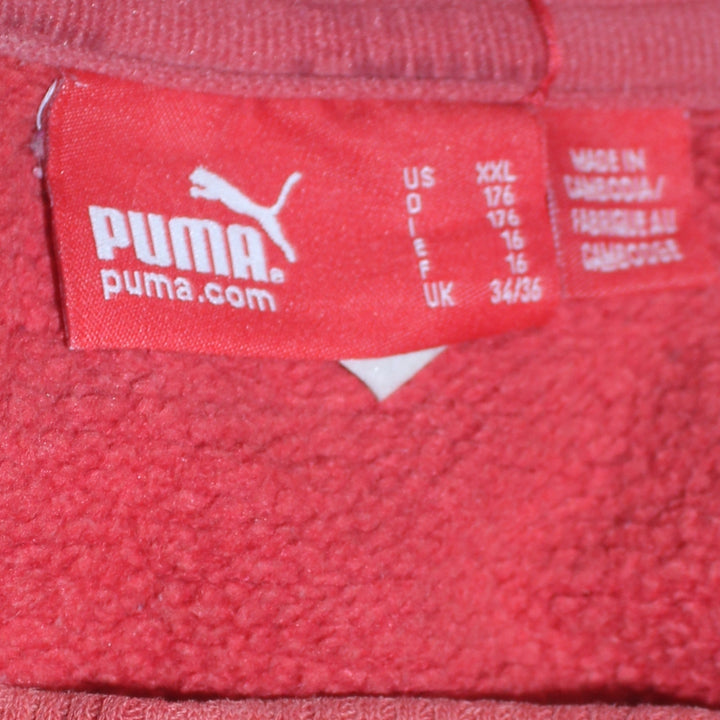 PUMA®
puma.com
US XXL
D 176
I 176
E 16
F 16
UK 34/36
MADE IN
CAMBODIA/
FABRIQUE AU
CAMBODGE